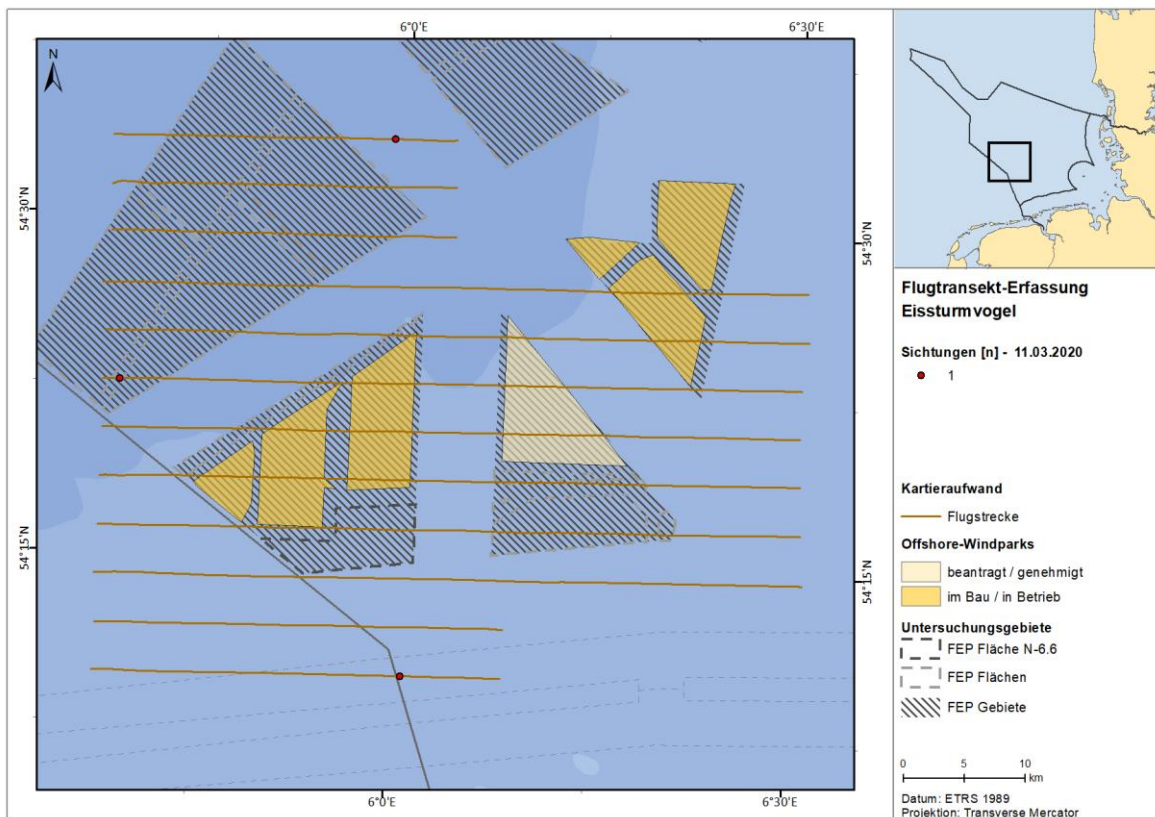 6°0'E
6°30'E
N
54°30'N
54°30'N
54°15'N
54°15'N
6°0'E
6°30'E
Flugtransekt-Erfassung
Eissturmvogel
Sichtungen [n] - 11.03.2020
1
Kartieraufwand
Flugstrecke
Offshore-Windparks
beantragt / genehmigt
im Bau / in Betrieb
Untersuchungsgebiete
FEP Fläche N-6.6
FEP Flächen
FEP Gebiete
0 5 10
km
Datum: ETRS 1989
Projektion: Transverse Mercator